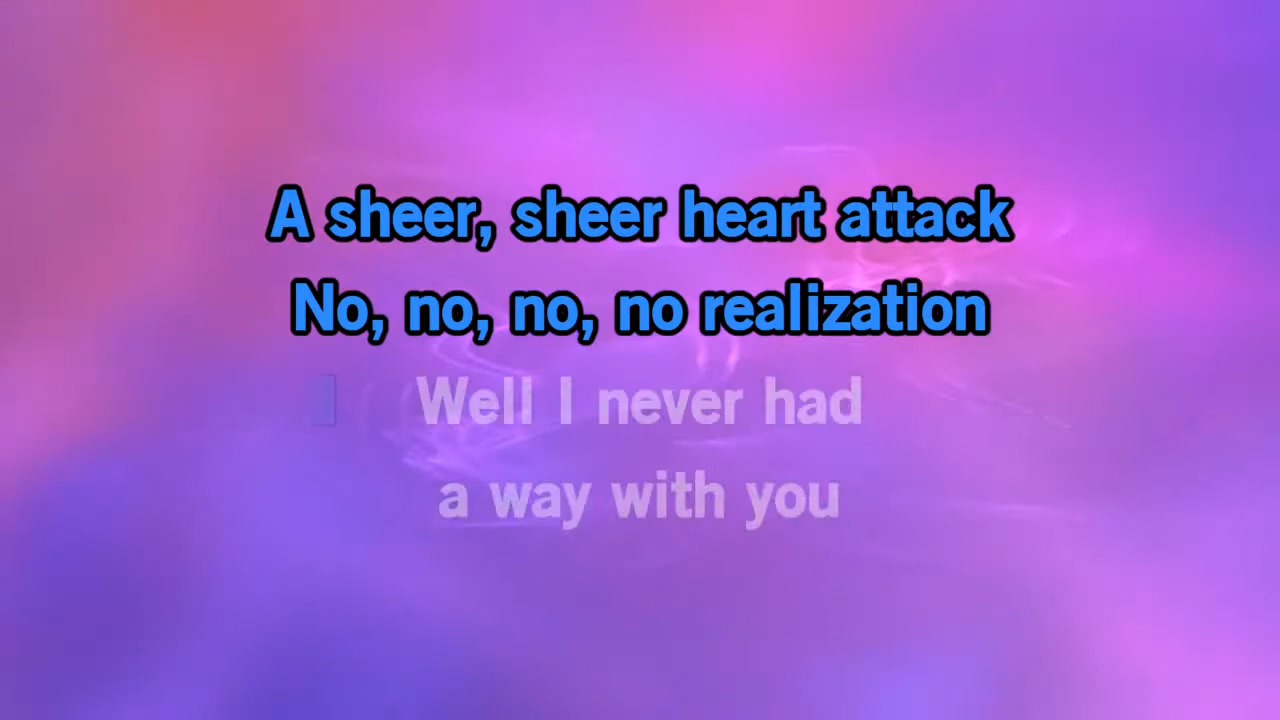 A sheer, sheer heart attack
No, no, no, no realization
Well I never had
a way with you